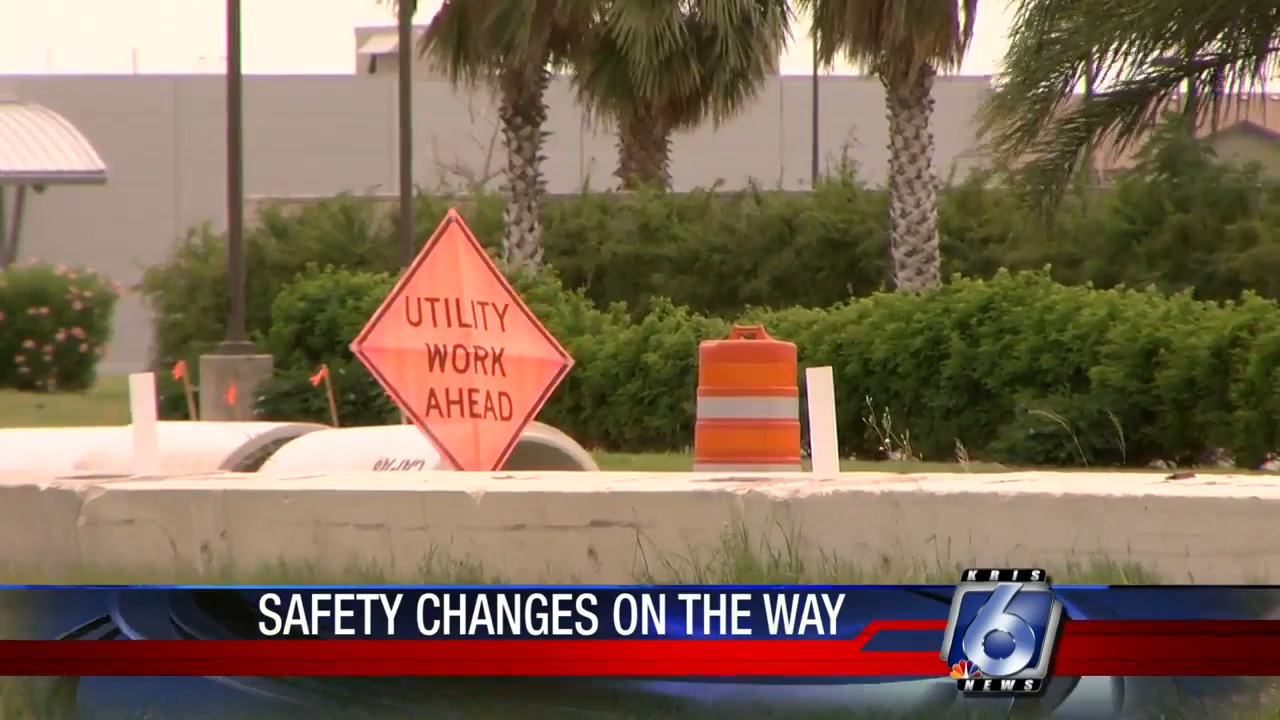 UTILITY
WORK
AHEAD
SAFETY CHANGES ON THE WAY
KRIS
6
NEWS